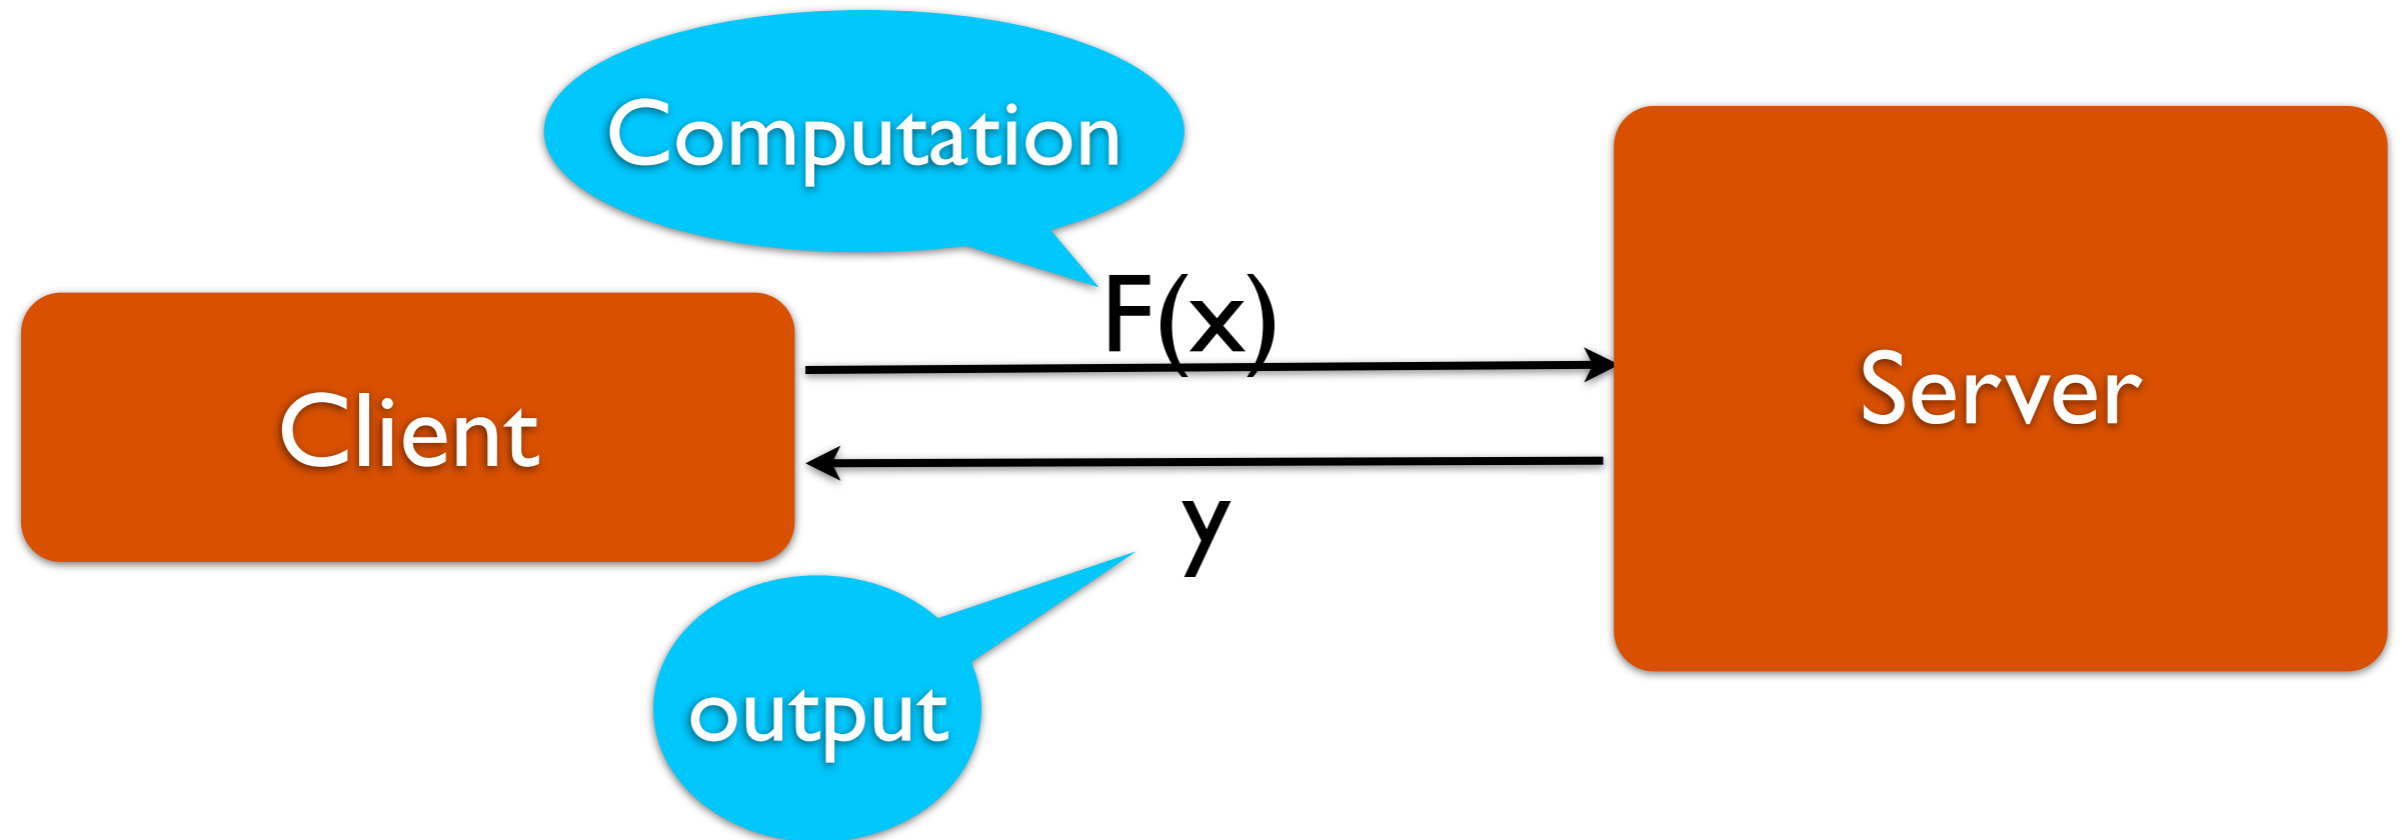 Computation
F(x)
Client
Server
y
output